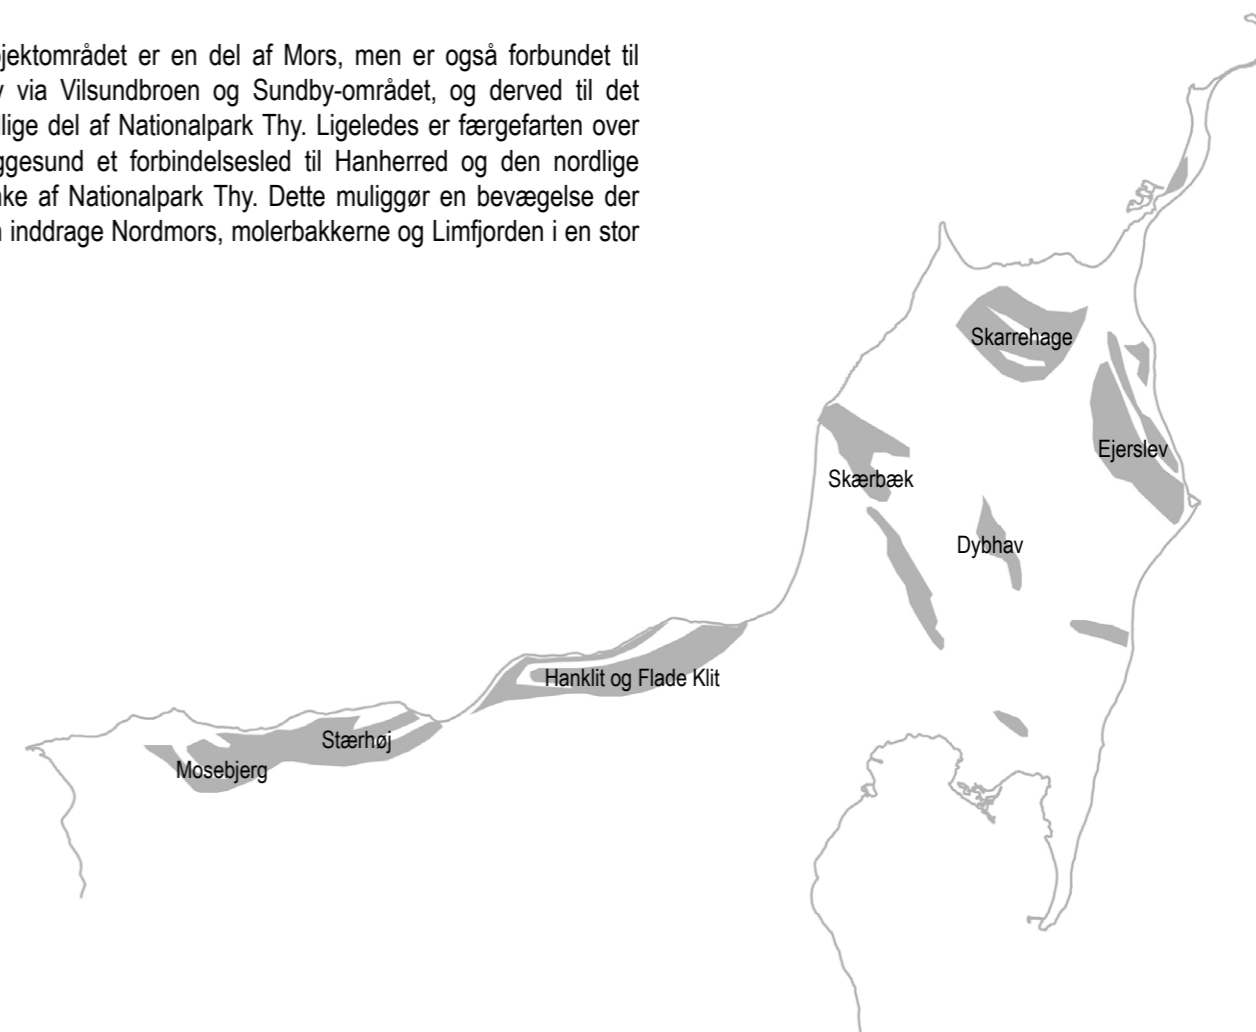 jektområdet er en del af Mors, men er også forbundet til
via Vilsundbroen og Sundby-området, og derved til det
lige del af Nationalpark Thy. Ligeledes er færgefarten over
ggesund et forbindelsesled til Hanherred og den nordlige
ke af Nationalpark Thy. Dette muliggør en bevægelse der
inddrage Nordmors, molerbakkerne og Limfjorden i en stor
Skarrehage
Ejerslev
Skærbæk
Dybhav
Hanklit og Flade Klit
Stærhøj
Mosebjerg